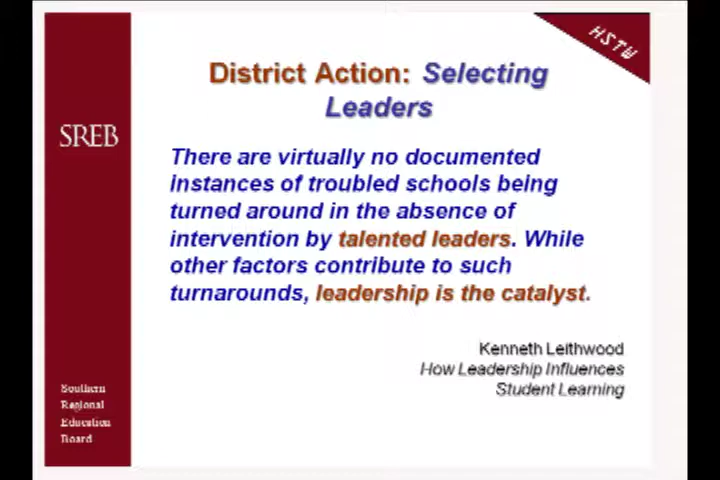 HSTW
District Action: Selecting
Leaders
SREB
There are virtually no documented
instances of troubled schools being
turned around in the absence of
intervention by talented leaders. While
other factors contribute to such
turnarounds, leadership is the catalyst.
Kenneth Leithwood
How Leadership Influences
Student Learning
Southern
Regional
Education
Board